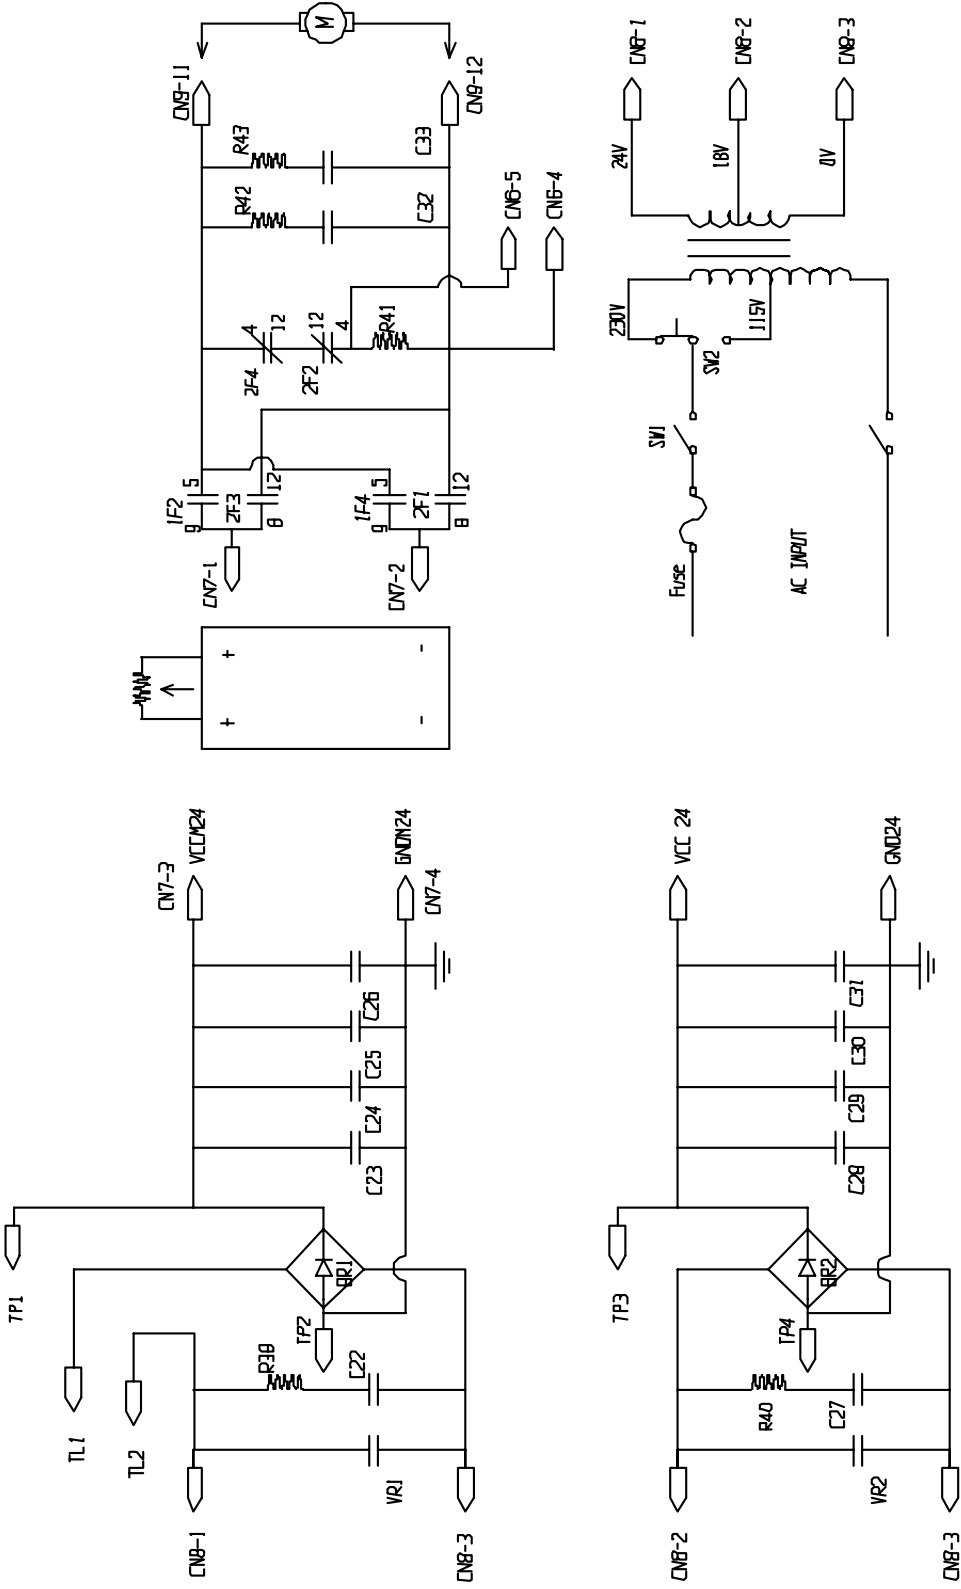 M
CN9-11
CN9-12
R43
C33
R42
C32
CN6-5
CN6-4
4
12
2F4
12
4
2F2
R41
5
1F2
9
2F3
12
8
5
1F4
9
2F1
12
8
CN7-1
CN7-2
+
-
+
-
CN8-1
CN8-2
CN8-3
24V
18V
0V
230V
115V
SW2
SW1
Fuse
AC INPUT
VCCM24
CN7-3
GNDM24
CN7-4
C26
C25
C24
C23
TP1
BR1
TP2
R38
C22
TL1
TL2
VR1
CN8-1
CN8-3
VCC 24
GND24
C31
C30
C29
C28
TP3
BR2
TP4
R40
C27
VR2
CN8-2
CN8-3